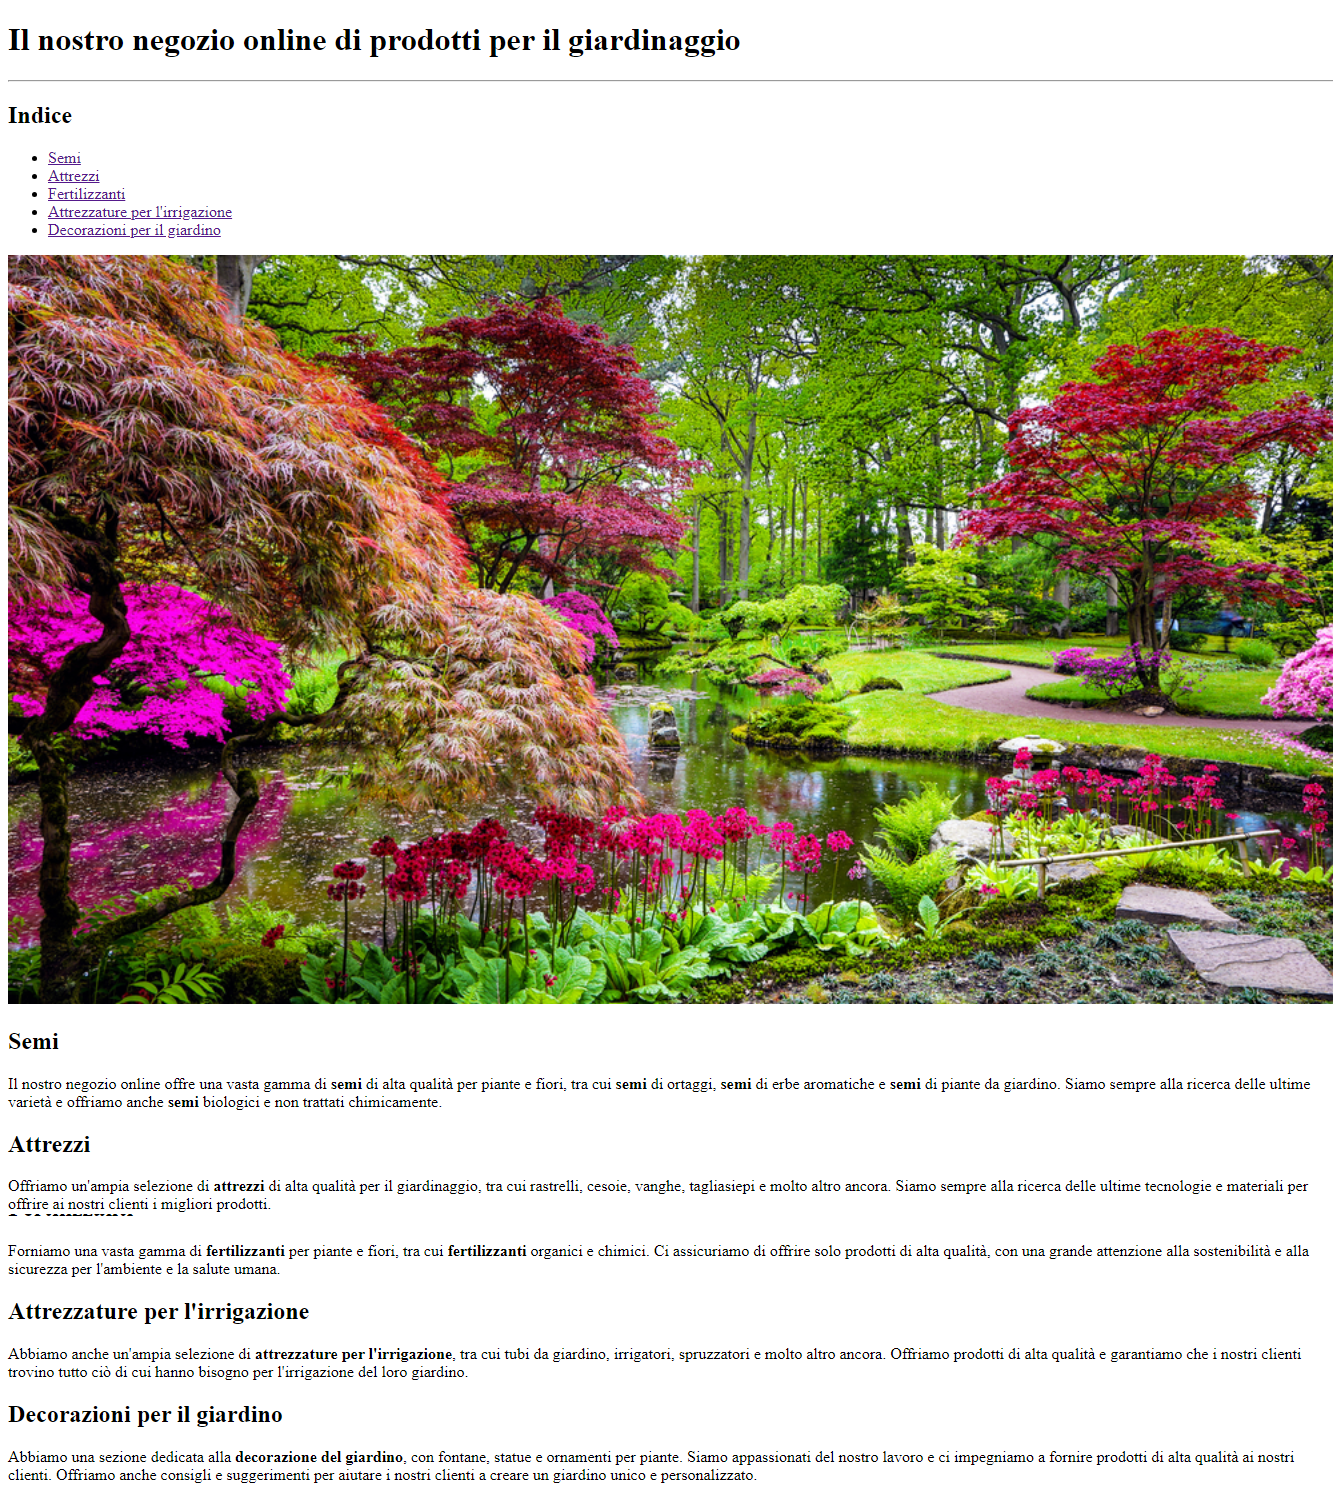 Il nostro negozio online di prodotti per il giardinaggio
Indice
Semi
Attrezzi
Fertilizzanti
Attrezzature per l'irrigazione
Decorazioni per il giardino
Semi
Il nostro negozio online offre una vasta gamma di semi di alta qualità per piante e fiori, tra cui semi di ortaggi, semi di erbe aromatiche e semi di piante da giardino. Siamo sempre alla ricerca delle ultime
varietà e offriamo anche semi biologici e non trattati chimicamente.
Attrezzi
Offriamo un'ampia selezione di attrezzi di alta qualità per il giardinaggio, tra cui rastrelli, cesoie, vanghe, tagliasiepi e molto altro ancora. Siamo sempre alla ricerca delle ultime tecnologie e materiali per
offrire ai nostri clienti i migliori prodotti.
Forniamo una vasta gamma di fertilizzanti per piante e fiori, tra cui fertilizzanti organici e chimici. Ci assicuriamo di offrire solo prodotti di alta qualità, con una grande attenzione alla sostenibilità e alla
sicurezza per l'ambiente e la salute umana.
Attrezzature per l'irrigazione
Abbiamo anche un'ampia selezione di attrezzature per l'irrigazione, tra cui tubi da giardino, irrigatori, spruzzatori e molto altro ancora. Offriamo prodotti di alta qualità e garantiamo che i nostri clienti
trovino tutto ciò di cui hanno bisogno per l'irrigazione del loro giardino.
Decorazioni per il giardino
Abbiamo una sezione dedicata alla decorazione del giardino, con fontane, statue e ornamenti per piante. Siamo appassionati del nostro lavoro e ci impegniamo a fornire prodotti di alta qualità ai nostri
clienti. Offriamo anche consigli e suggerimenti per aiutare i nostri clienti a creare un giardino unico e personalizzato.